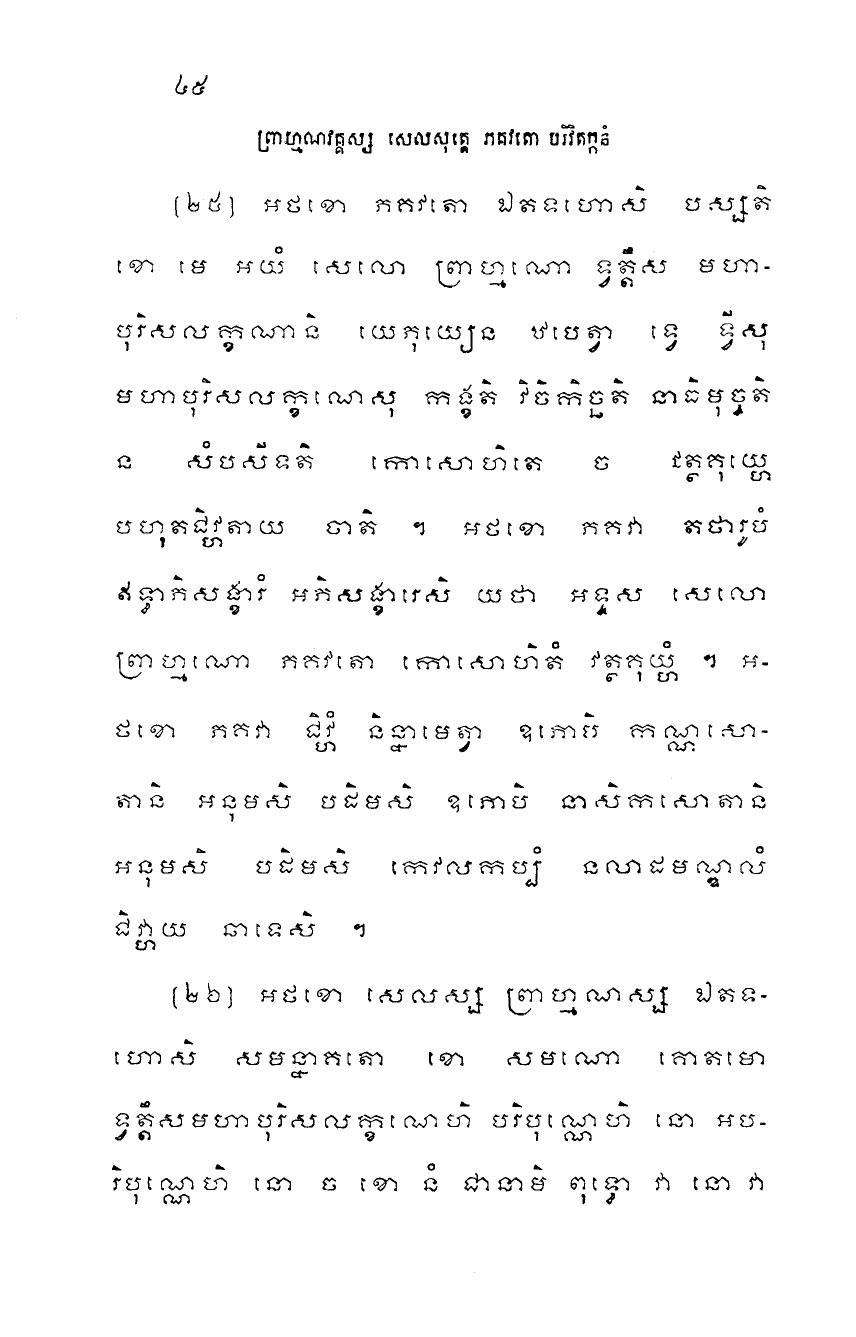 ៤៥
ព្រាហ្មណវគ្គស្ស សេលសុត្តេ ភគវតោ បរិវិតក្កនំ
[២៥] អថខោ ភគវតោ ឯតទហោសិ បស្សតិ
ខោ មេ អយំ សេលោ ព្រាហ្មណោ ទ្វត្តឹស មហា-
បុរិសលក្ខណានិ យេភុយ្យេន ឋបេត្វា ទ្វេ ទ្វីសុ
មហាបុរិសលក្ខណេសុ កង្ខតិ វិចិកិច្ឆតិ នាធិមុច្ចតិ
ន សំបសីទតិ កោសោហិតេ ច វត្ថគុយ្ហេ
បហុតជិវ្ហតាយ ចាតិ ។ អថខោ ភគវា តថារូបំ
ឥទ្ធាភិសង្ខារំ អភិសង្ខារេសិ យថា អទ្ទស សេលោ
ព្រាហ្មណោ ភគវតោ កោសោហិតំ វត្ថគុយ្ហំ ។ អ-
ថខោ ភគវា ជិវ្ហំ និន្នាមេត្វា ឧភោបិ កណ្ណសោ-
តានិ អនុមសិ បដិមសិ ឧភោបិ នាសិកសោតានិ
អនុមសិ បដិមសិ កេវលកប្បំ នលាដមណ្ឌលំ
ជិវ្ហាយ ឆាទេសិ ។
[២៦] អថខោ សេលស្ស ព្រាហ្មណស្ស ឯតទ-
ហោសិ សមន្នាគតោ ខោ សមណោ គោតមោ
ទ្វត្តឹសមហាបុរិសលក្ខណេហិ បរិបុណ្ណេហិ នោ អប-
រិបុណ្ណេហិ នោ ច ខោ នំ ជានាមិ ពុទ្ធោ វា នោ វា